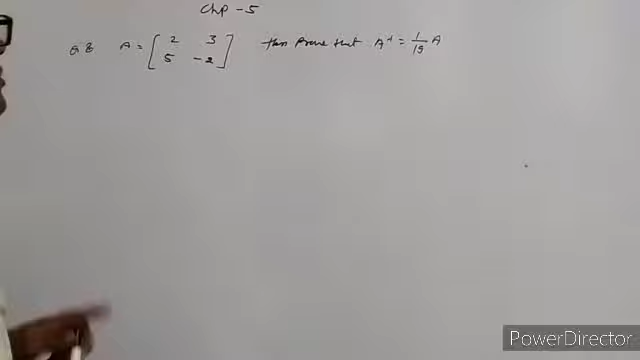 Chp - 5
Q 8 A = [ 2 3 5 -2 ] then prove that A⁻¹ = 1/19 A
PowerDirector